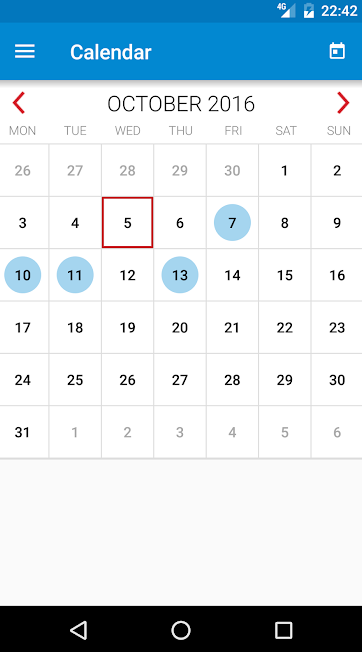 4G 22:42
Calendar
OCTOBER 2016
MON TUE WED THU FRI SAT SUN
26 27 28 29 30 1 2
3 4 5 6 7 8 9
10 11 12 13 14 15 16
17 18 19 20 21 22 23
24 25 26 27 28 29 30
31 1 2 3 4 5 6